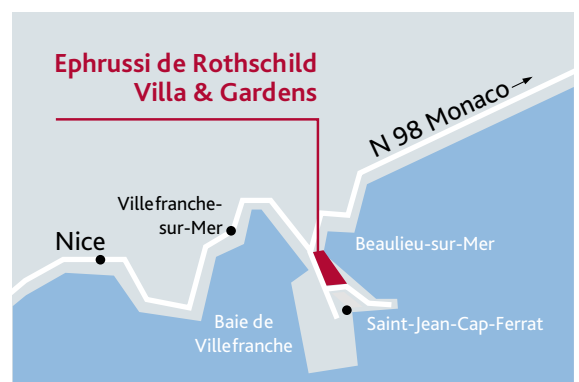 Ephrussi de Rothschild
Villa & Gardens
N 98 Monaco→
Villefranche-
sur-Mer
Nice
Beaulieu-sur-Mer
Baie de
Villefranche
Saint-Jean-Cap-Ferrat